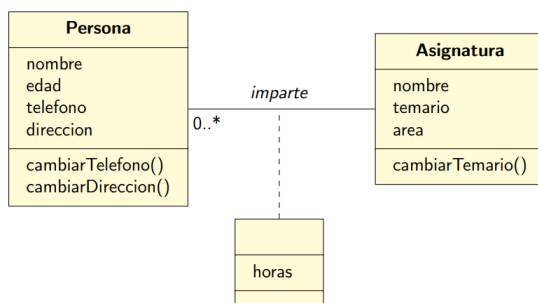 Persona
nombre
edad
telefono
direccion
cambiarTelefono()
cambiarDireccion()
imparte
0..*
Asignatura
nombre
temario
area
cambiarTemario()
horas